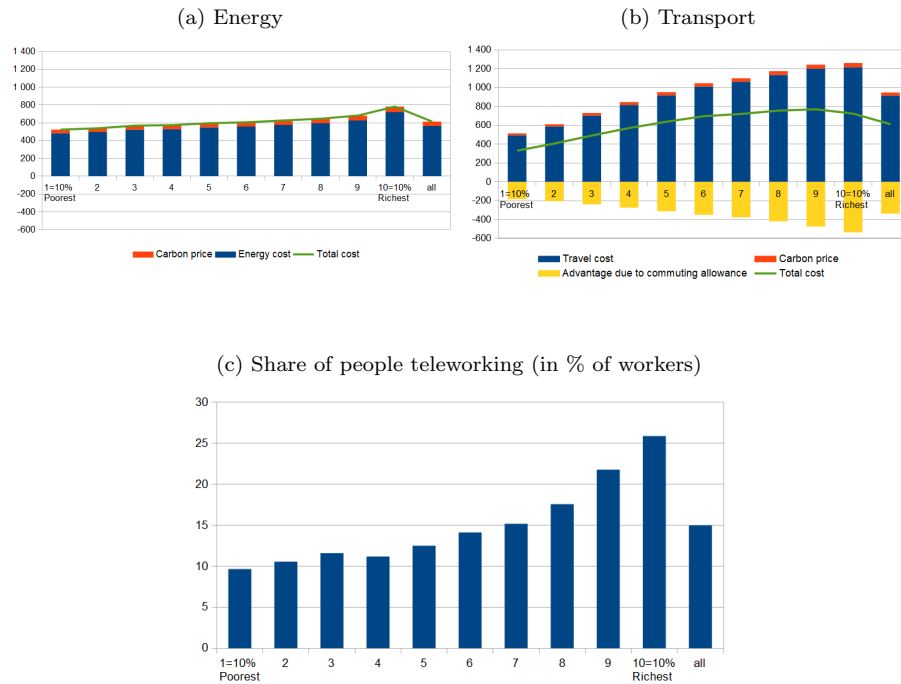 (a) Energy
1 400
1 200
1 000
800
600
400
200
0
-200
-400
-600
1=10% Poorest
2
3
4
5
6
7
8
9
10=10% Richest
all
Carbon price
Energy cost
Total cost
(b) Transport
1 400
1 200
1 000
800
600
400
200
0
-200
-400
-600
1=10% Poorest
2
3
4
5
6
7
8
9
10=10% Richest
all
Travel cost
Carbon price
Advantage due to commuting allowance
Total cost
(c) Share of people teleworking (in % of workers)
30
25
20
15
10
5
0
1=10% Poorest
2
3
4
5
6
7
8
9
10=10% Richest
all